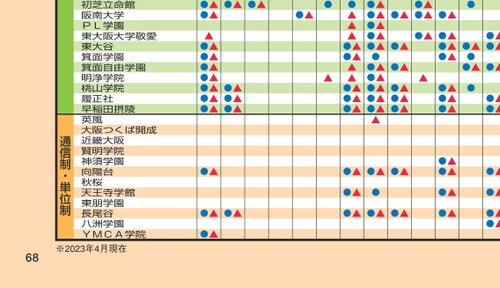 初芝立命館
阪南大学
ＰＬ学園
東大阪大学敬愛
東大谷
箕面学園
箕面自由学園
明浄学院
桃山学院
履正社
早稲田摂陵
通信制・単位制
英風
大阪つくば開成
近畿大阪
賢明学院
神須学園
向陽台
秋桜
天王寺学館
東朋学園
長尾谷
八洲学園
ＹＭＣＡ学院
※2023年4月現在
68